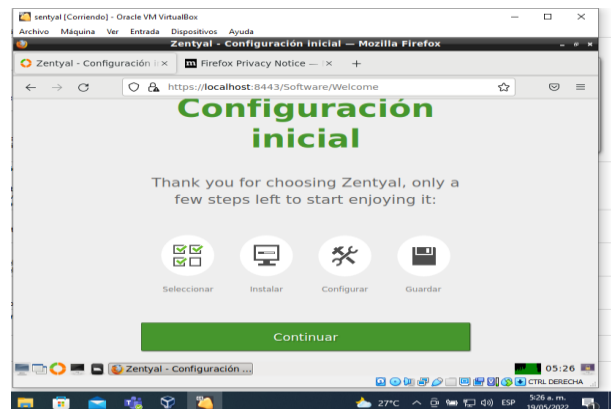 sentyal [Corriendo] - Oracle VM VirtualBox
Archivo Máquina Ver Entrada Dispositivos Ayuda
Zentyal - Configuración inicial — Mozilla Firefox
Zentyal - Configuración i
Firefox Privacy Notice —
https://localhost:8443/Software/Welcome
Configuración
inicial
Thank you for choosing Zentyal, only a
few steps left to start enjoying it:
Seleccionar Instalar Configurar Guardar
Continuar
Zentyal - Configuración ...
05:26
CTRL DERECHA
27°C ESP 5:26 a. m.
19/05/2022